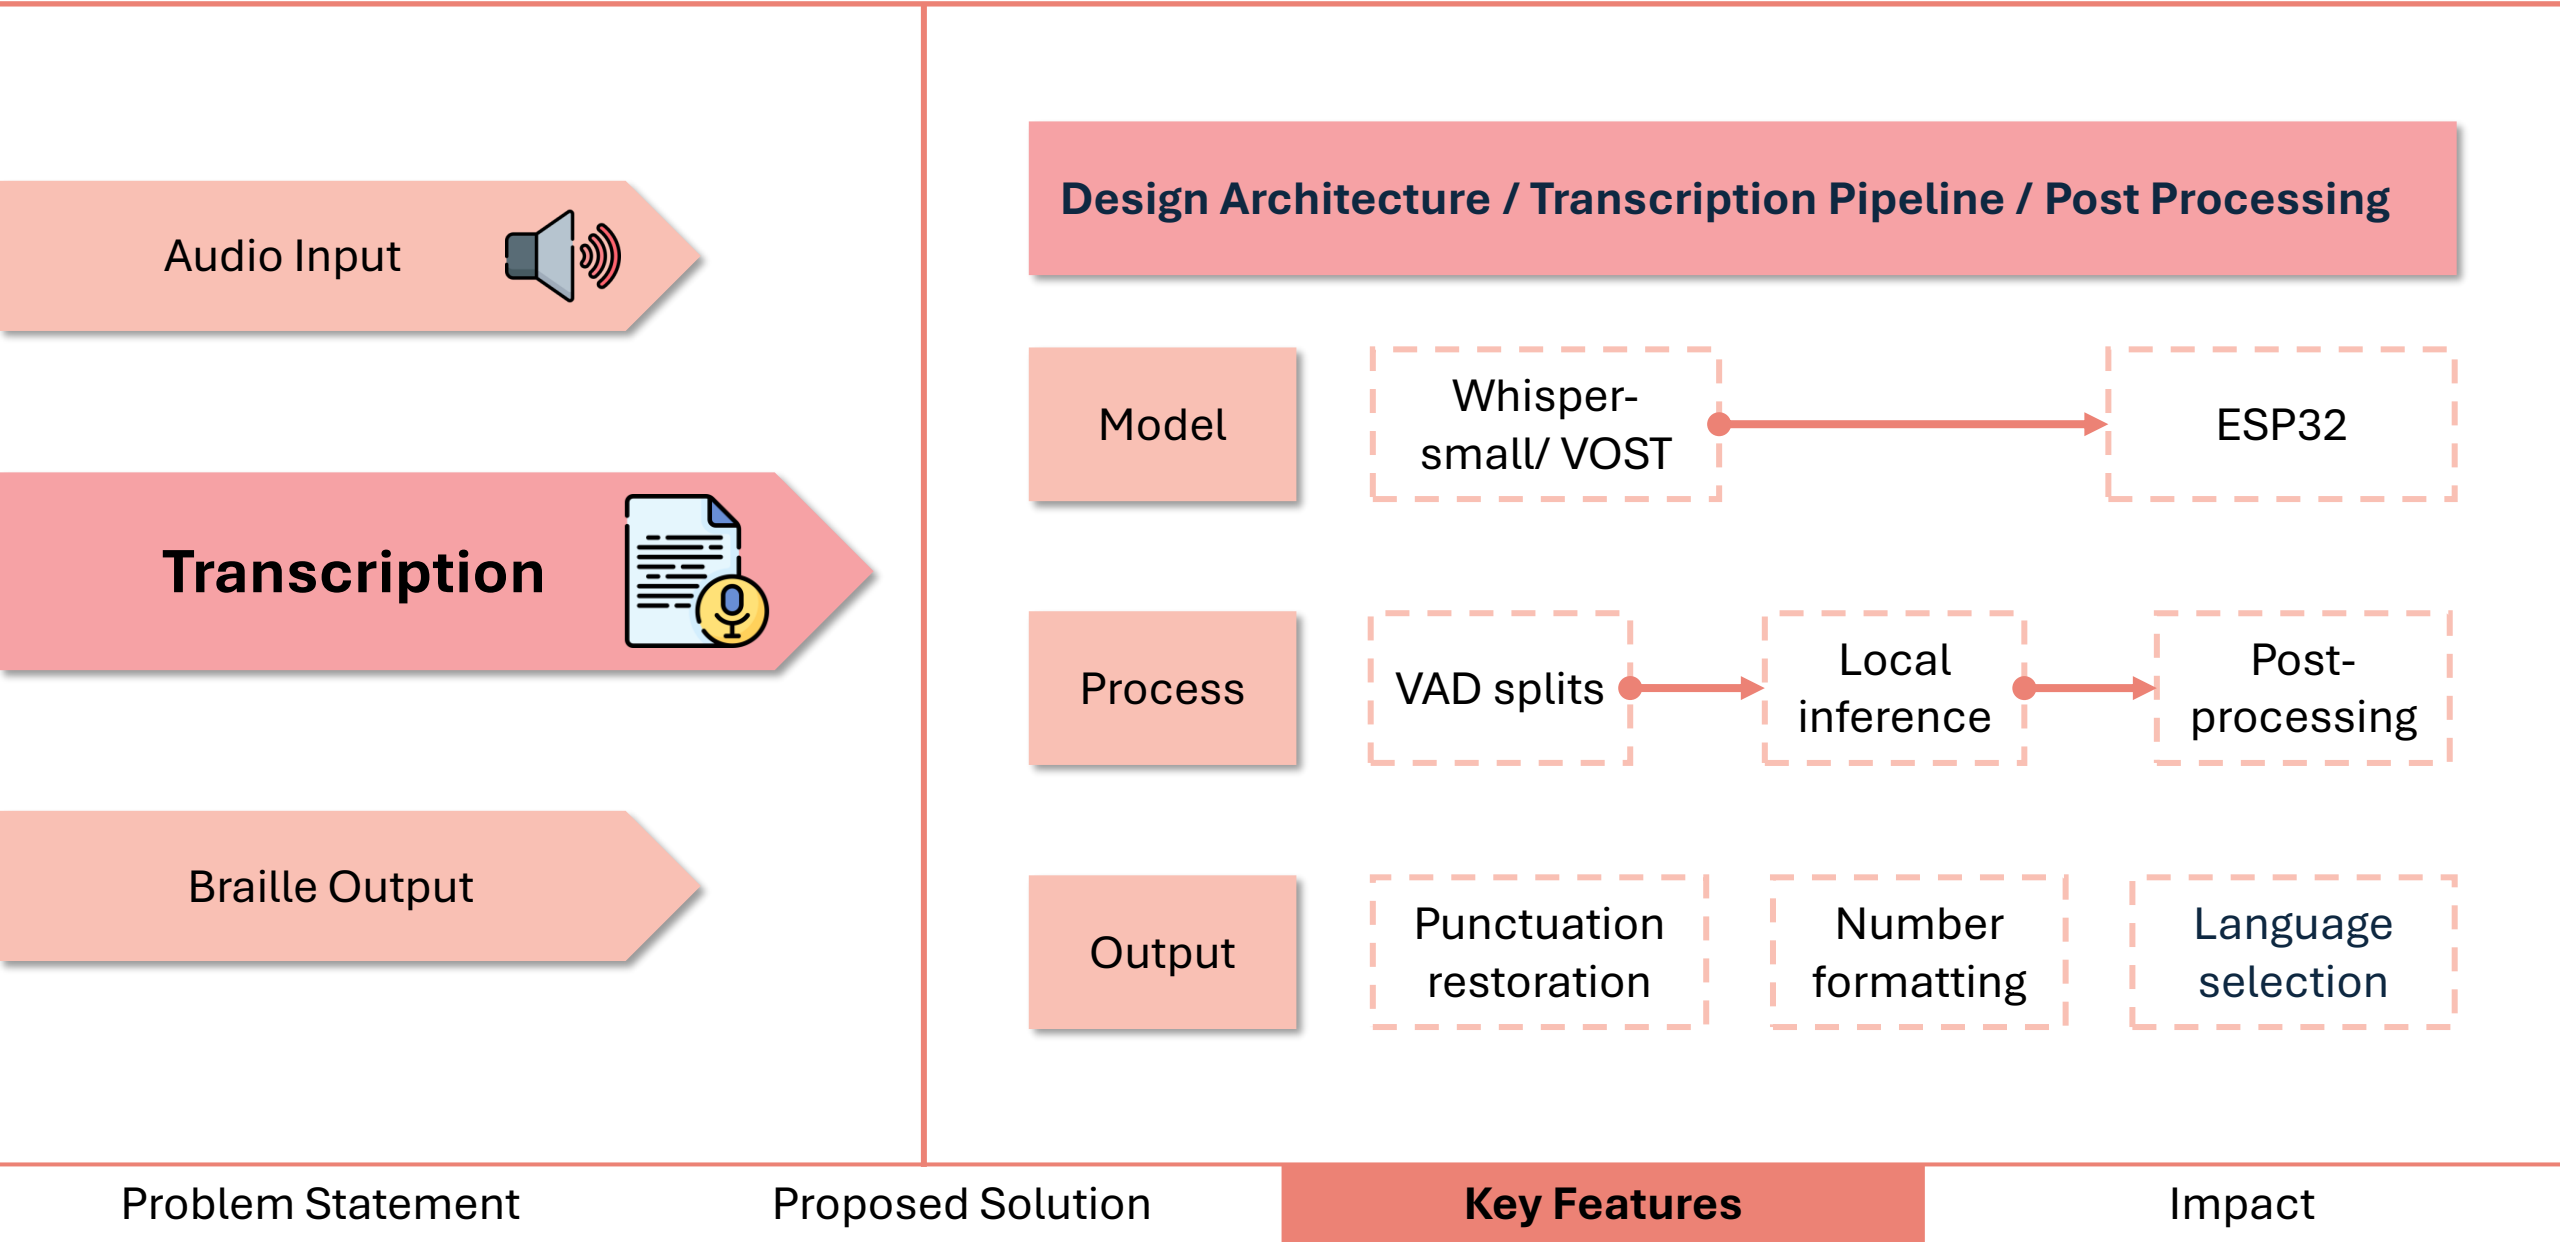 Audio Input
Transcription
Braille Output
Design Architecture / Transcription Pipeline / Post Processing
Model
Whisper-
small/ VOST
ESP32
Process
VAD splits
Local
inference
Post-
processing
Output
Punctuation
restoration
Number
formatting
Language
selection
Problem Statement
Proposed Solution
Key Features
Impact